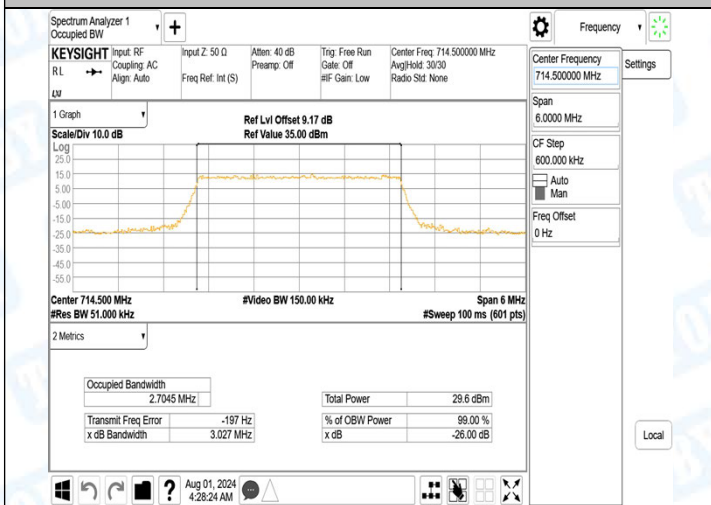 Spectrum Analyzer 1
Occupied BW
Frequency
KEYSIGHT
RL
Input: RF
Coupling: AC
Align: Auto
Input Z: 50 Ω
Freq Ref: Int (S)
Atten: 40 dB
Preamp: Off
Trig: Free Run
Gate: Off
#IF Gain: Low
Center Freq: 714.500000 MHz
Avg|Hold: 30/30
Radio Std: None
Center Frequency
714.500000 MHz
Settings
Span
6.0000 MHz
CF Step
600.000 kHz
Auto
Man
Freq Offset
0 Hz
1 Graph
Scale/Div 10.0 dB
Ref Lvl Offset 9.17 dB
Ref Value 35.00 dBm
Log
25.0
15.0
5.00
-5.00
-15.0
-25.0
-35.0
-45.0
-55.0
Center 714.500 MHz
#Video BW 150.00 kHz
Span 6 MHz
#Res BW 51.000 kHz
#Sweep 100 ms (601 pts)
2 Metrics
Occupied Bandwidth
2.7045 MHz
Total Power 29.6 dBm
Transmit Freq Error -197 Hz
% of OBW Power 99.00 %
x dB Bandwidth 3.027 MHz
x dB -26.00 dB
Local
Aug 01, 2024
4:28:24 AM